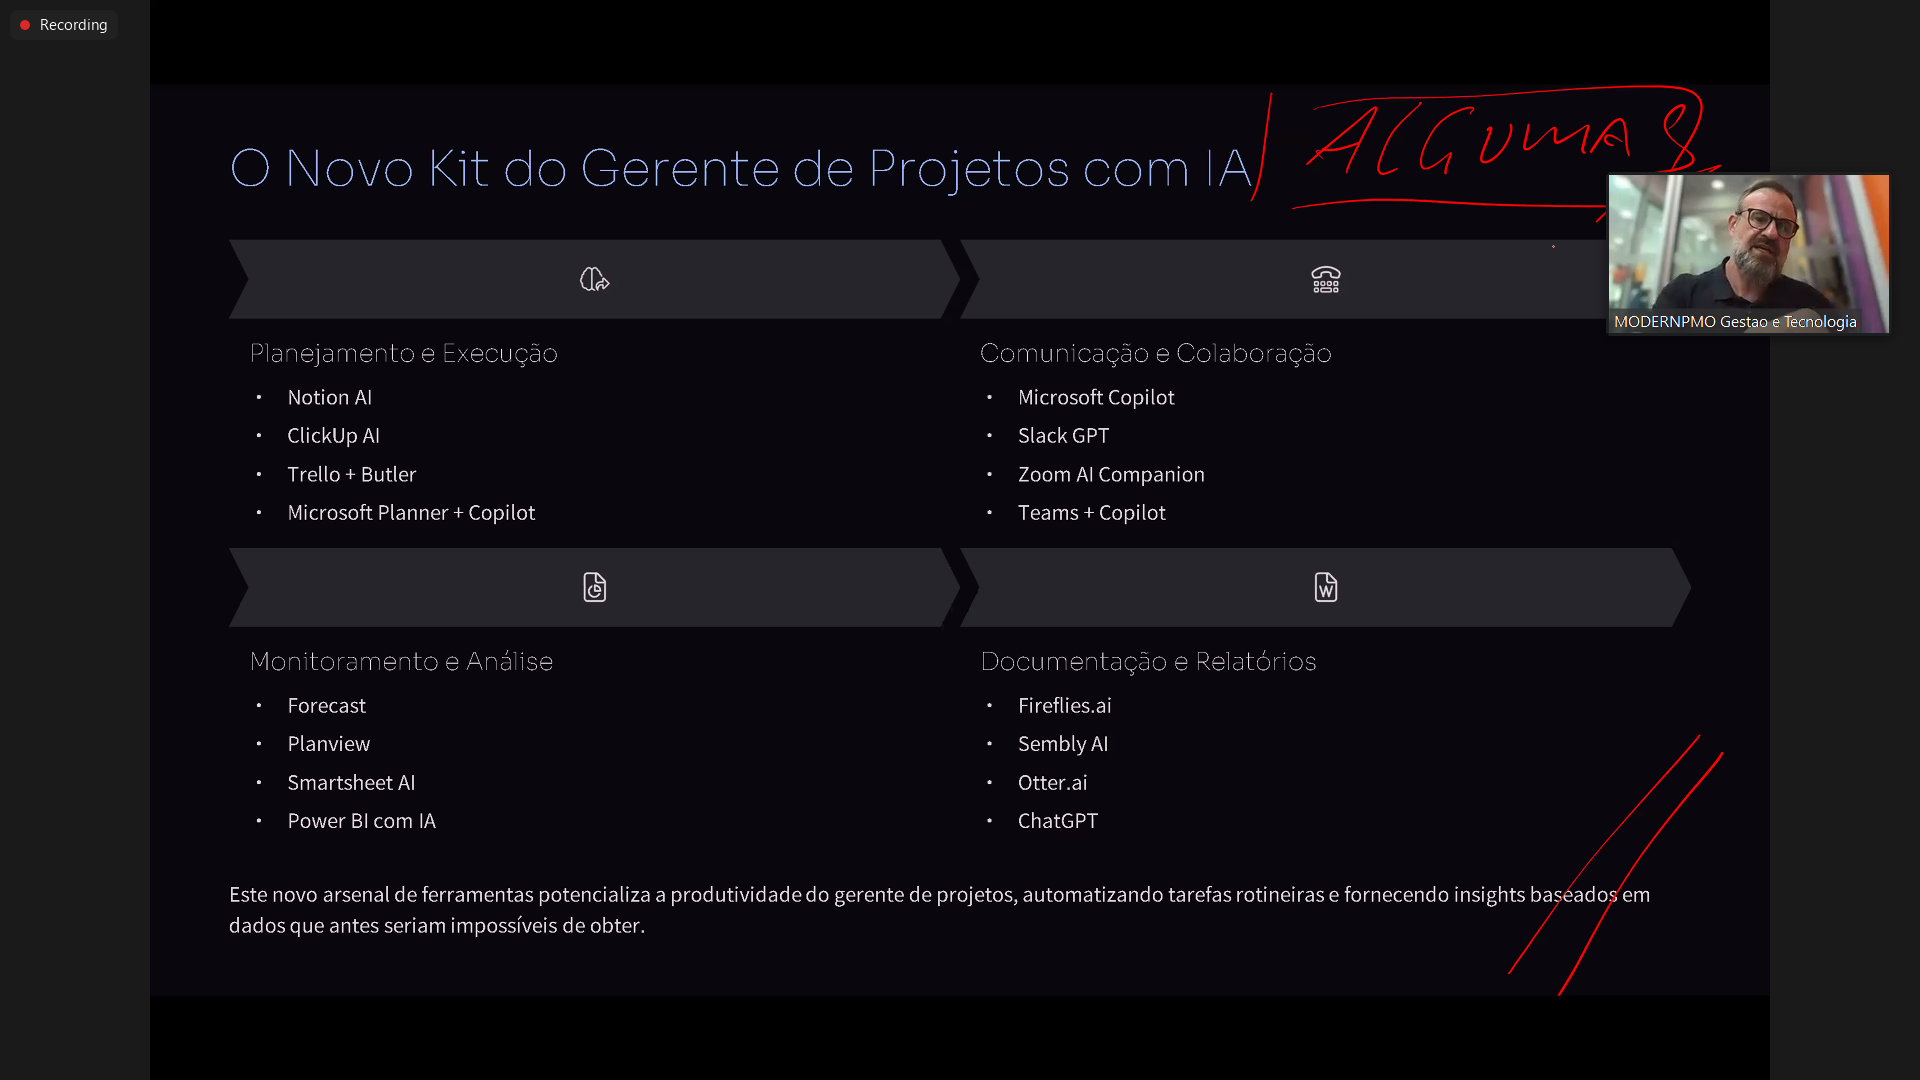 Recording
O Novo Kit do Gerente de Projetos com IA
ALGUMAS
MODERNPMO Gestao e Tecnologia
Planejamento e Execução
• Notion AI
• ClickUp AI
• Trello + Butler
• Microsoft Planner + Copilot
Comunicação e Colaboração
• Microsoft Copilot
• Slack GPT
• Zoom AI Companion
• Teams + Copilot
W
Monitoramento e Análise
• Forecast
• Planview
• Smartsheet AI
• Power BI com IA
Documentação e Relatórios
• Fireflies.ai
• Sembly AI
• Otter.ai
• ChatGPT
Este novo arsenal de ferramentas potencializa a produtividade do gerente de projetos, automatizando tarefas rotineiras e fornecendo insights baseados em
dados que antes seriam impossíveis de obter.